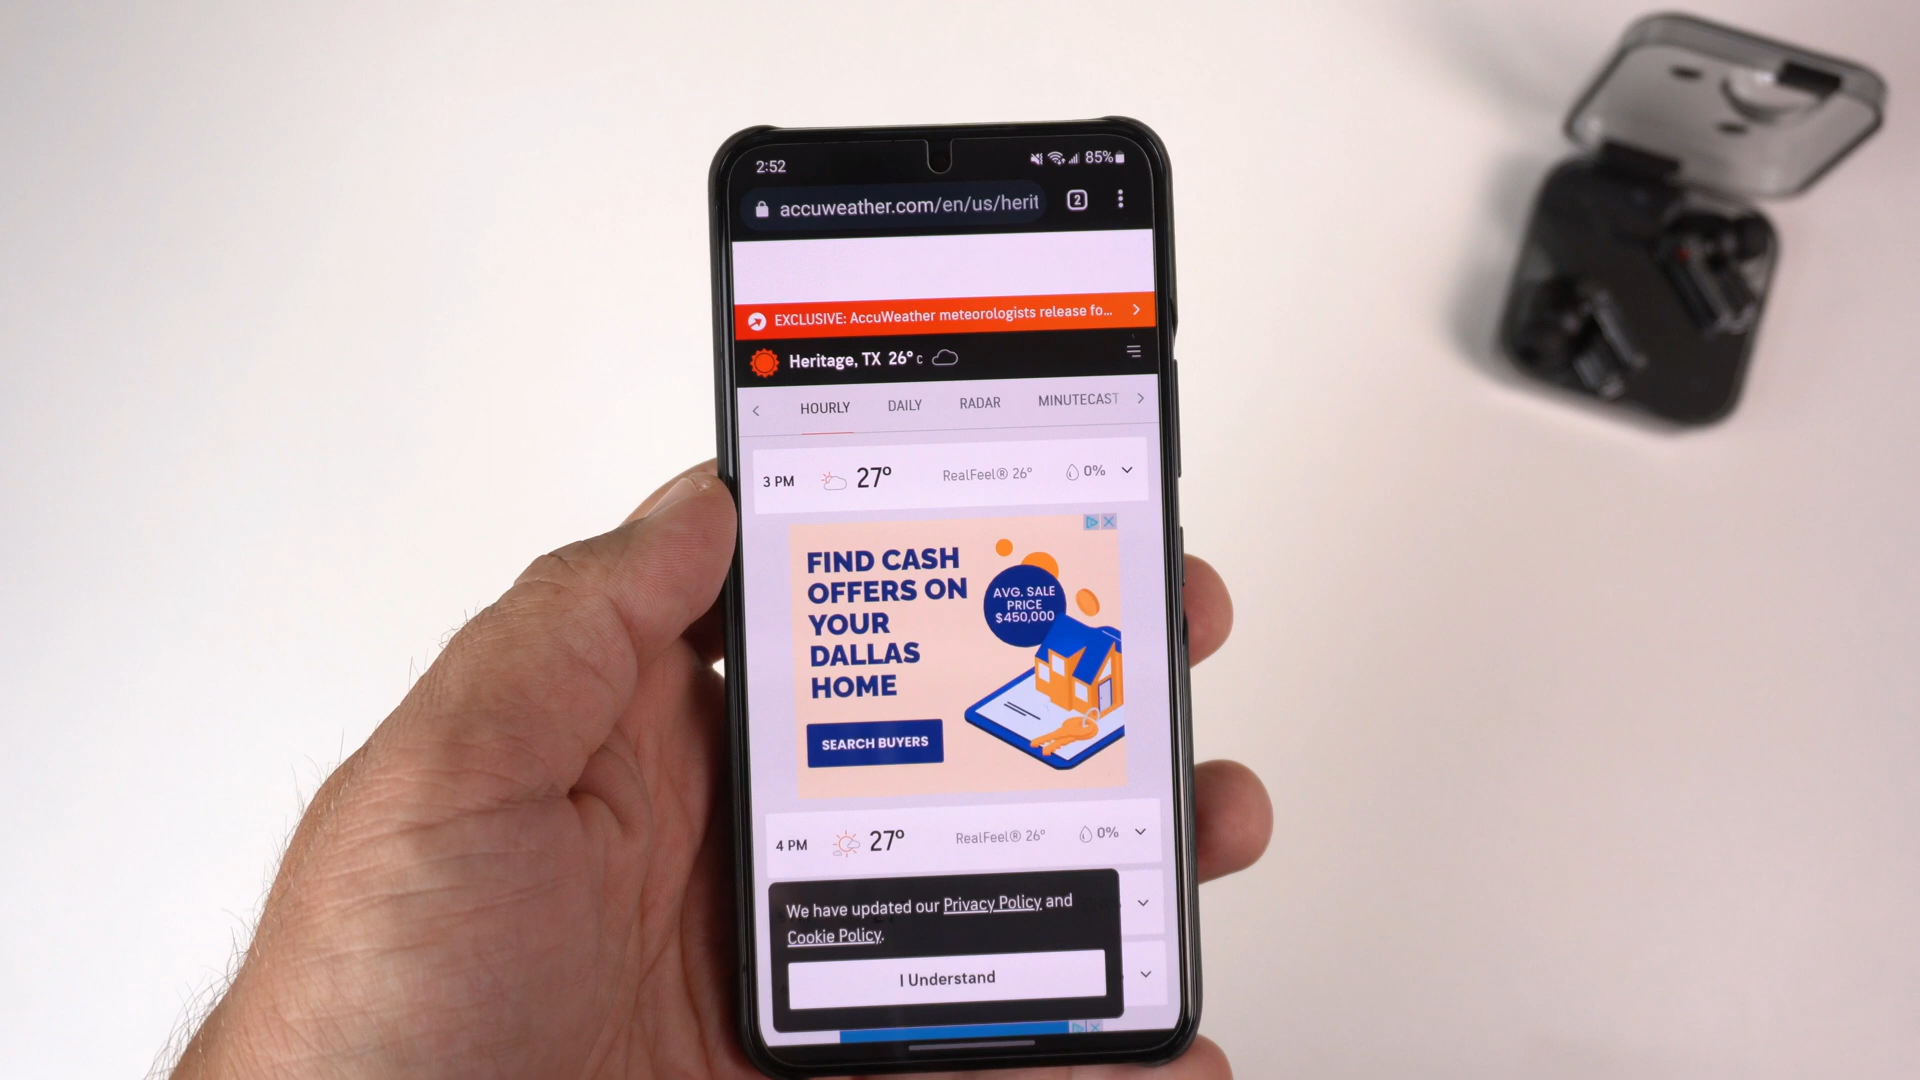 2:52
85%
accuweather.com/en/us/herit
2
EXCLUSIVE: AccuWeather meteorologists release fo...
Heritage, TX 26° C
HOURLY DAILY RADAR MINUTECAST
3 PM 27° RealFeel® 26° 0%
FIND CASH
OFFERS ON
YOUR
DALLAS
HOME
AVG. SALE
PRICE
$450,000
SEARCH BUYERS
4 PM 27° RealFeel® 26° 0%
We have updated our Privacy Policy and
Cookie Policy.
I Understand